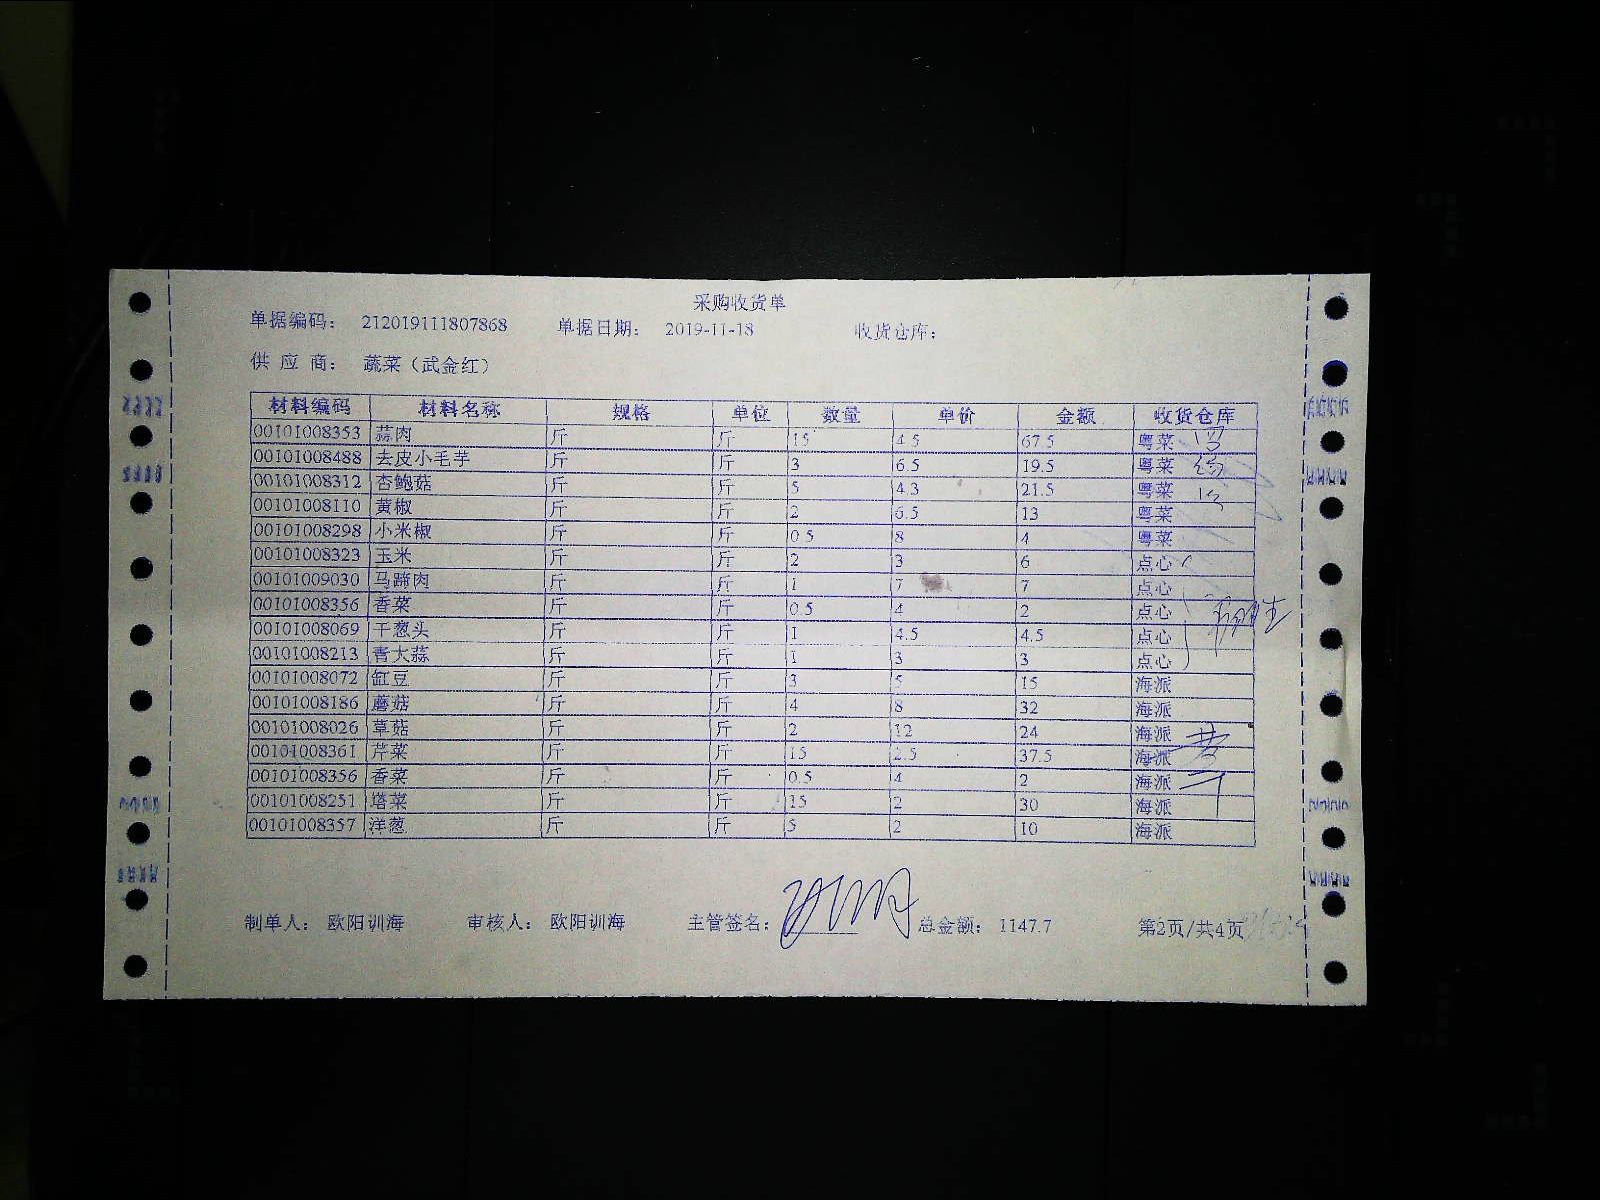 采购收货单
单据编码： 212019111807868 单据日期： 2019-11-18 收货仓库：
供 应 商： 蔬菜（武金红）
材料编码 材料名称 规格 单位 数量 单价 金额 收货仓库
00101008353 蒜肉 斤 斤 15 4.5 67.5 粤菜
00101008488 去皮小毛芋 斤 斤 3 6.5 19.5 粤菜
00101008312 杏鲍菇 斤 斤 5 4.3 21.5 粤菜
00101008110 黄椒 斤 斤 2 6.5 13 粤菜
00101008298 小米椒 斤 斤 0.5 8 4 粤菜
00101008323 玉米 斤 斤 2 3 6 点心
00101009030 马蹄肉 斤 斤 1 7 7 点心
00101008356 香菜 斤 斤 0.5 4 2 点心
00101008069 干葱头 斤 斤 1 4.5 4.5 点心
00101008213 青大蒜 斤 斤 1 3 3 点心
00101008072 缸豆 斤 斤 3 5 15 海派
00101008186 蘑菇 斤 斤 4 8 32 海派
00101008026 草菇 斤 斤 2 12 24 海派
00101008361 芹菜 斤 斤 15 2.5 37.5 海派
00101008356 香菜 斤 斤 0.5 4 2 海派
00101008251 塔菜 斤 斤 15 2 30 海派
00101008357 洋葱 斤 斤 5 2 10 海派
制单人： 欧阳训海 审核人： 欧阳训海 主管签名： 总金额： 1147.7 第2页/共4页